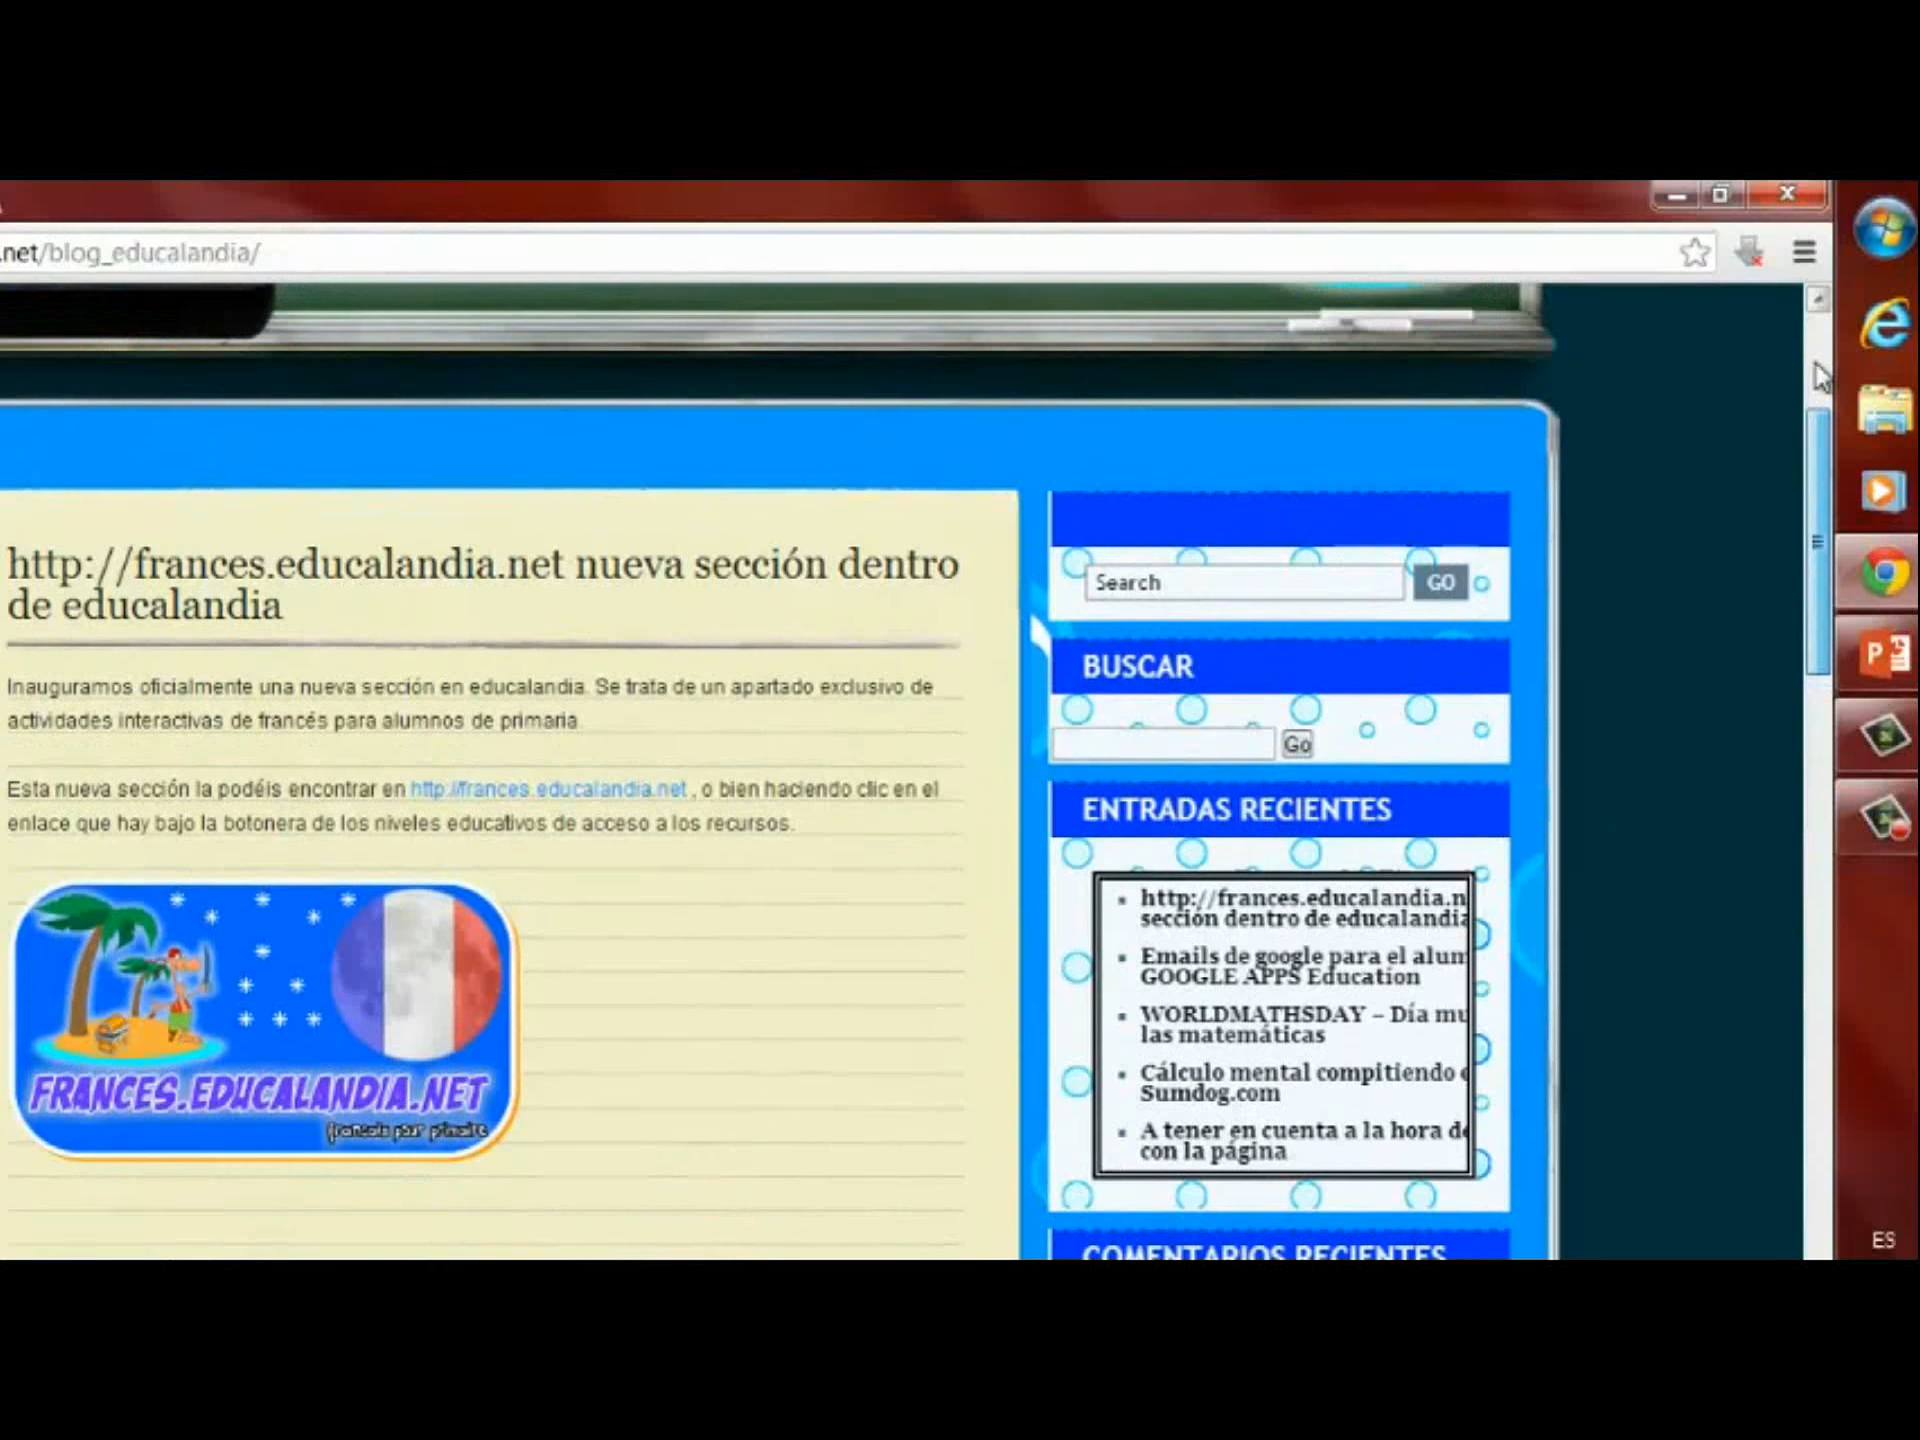 .net/blog_educalandia/
http://frances.educalandia.net nueva sección dentro
de educalandia
Inauguramos oficialmente una nueva sección en educalandia. Se trata de un apartado exclusivo de
actividades interactivas de francés para alumnos de primaria.
Esta nueva sección la podéis encontrar en http://frances.educalandia.net , o bien haciendo clic en el
enlace que hay bajo la botonera de los niveles educativos de acceso a los recursos.
FRANCES.EDUCALANDIA.NET
français pour primaire
Search GO
BUSCAR
Go
ENTRADAS RECIENTES
http://frances.educalandia.n
sección dentro de educalandia
Emails de google para el alum
GOOGLE APPS Education
WORLDMATHSDAY – Día mu
las matemáticas
Cálculo mental compitiendo e
Sumdog.com
A tener en cuenta a la hora de
con la página
COMENTARIOS RECIENTES
ES